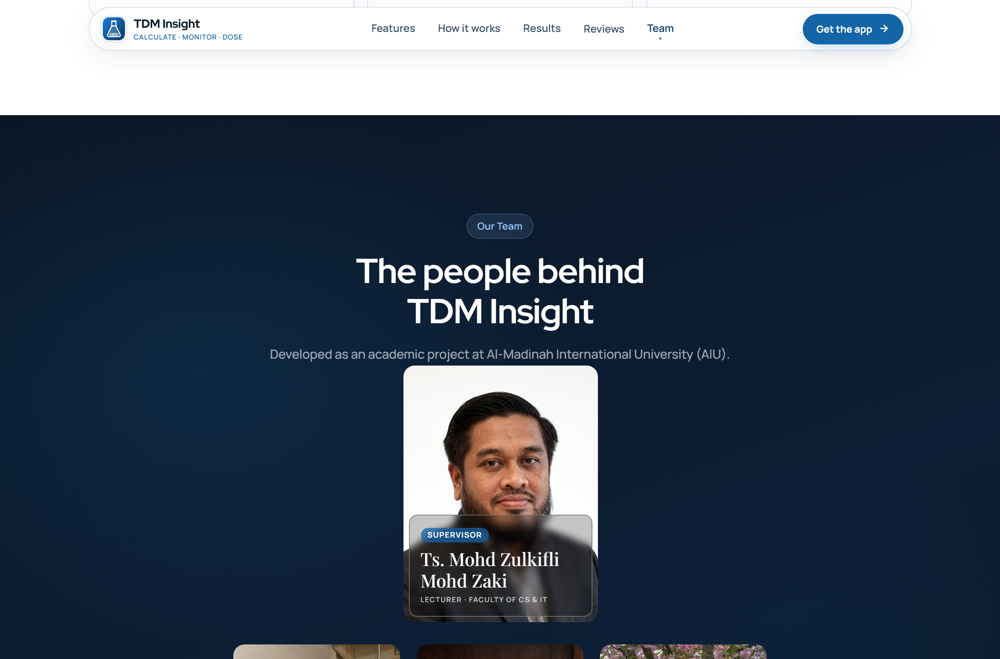 TDM Insight
CALCULATE · MONITOR · DOSE
Features
How it works
Results
Reviews
Team
Get the app
Our Team
The people behind
TDM Insight
Developed as an academic project at Al-Madinah International University (AIU).
SUPERVISOR
Ts. Mohd Zulkifli
Mohd Zaki
LECTURER · FACULTY OF CS & IT